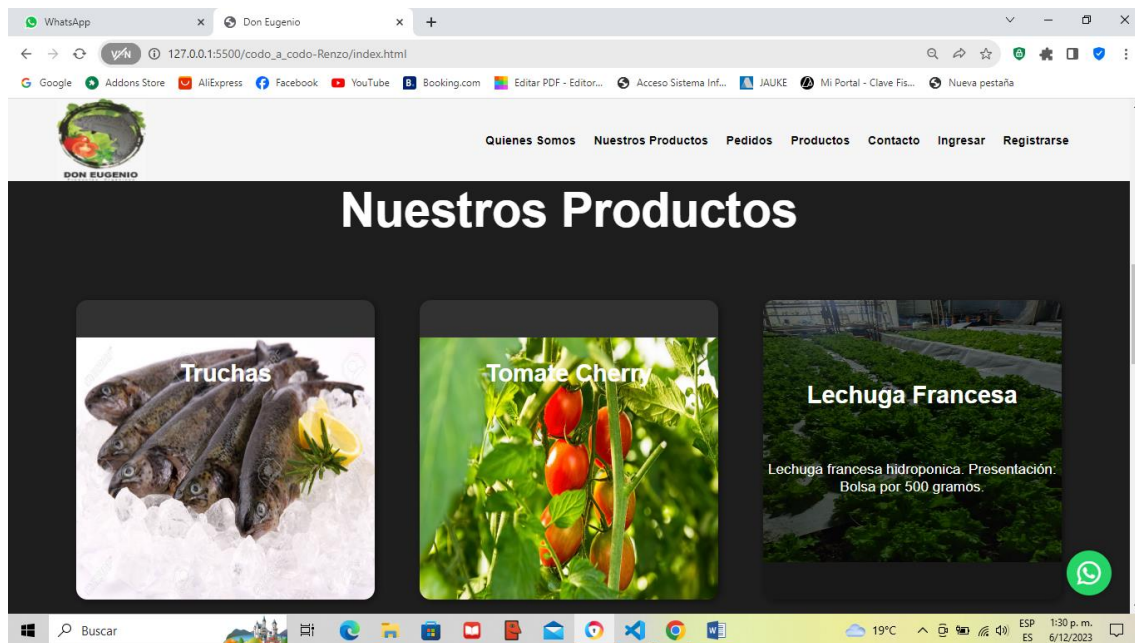 WhatsApp
Don Eugenio
127.0.0.1:5500/codo_a_codo-Renzo/index.html
Google Addons Store AliExpress Facebook YouTube Booking.com Editar PDF - Editor... Acceso Sistema Inf... JAUKE Mi Portal - Clave Fis... Nueva pestaña
DON EUGENIO
Quienes Somos Nuestros Productos Pedidos Productos Contacto Ingresar Registrarse
Nuestros Productos
Truchas
Tomate Cherry
Lechuga Francesa
Lechuga francesa hidroponica. Presentación:
Bolsa por 500 gramos.
Buscar
19°C
ESP
ES
1:30 p. m.
6/12/2023